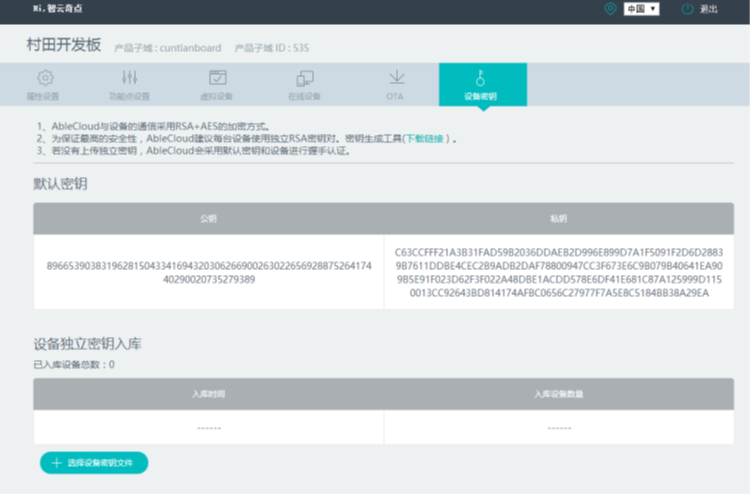 Hi,智云奇点
中国 ▼
退出
村田开发板 产品子域 : cuntianboard 产品子域 ID : 535
属性设置 功能点设置 虚拟设备 在线设备 OTA 设备密钥
1、AbleCloud与设备的通信采用RSA+AES的加密方式。
2、为保证最高的安全性,AbleCloud建议每台设备使用独立RSA密钥对。密钥生成工具(下载链接 )。
3、若没有上传独立密钥,AbleCloud会采用默认密钥和设备进行握手认证。
默认密钥
公钥 私钥
89665390383196281504334169432030626690026302265692887526417 4
40290020735279389
C63CCFFF21A3B31FAD59B2036DDAEB2D996E899D7A1F5091F2D6D2883
9B7611DDBE4CEC2B9ADB2DAF78800947CC3F673E6C9B079B40641EA90
9B5E91F023D62F3F022A48DBE1ACDD578E6DF41E681C87A125999D115
0013CC92643BD814174AFBC0656C27977F7A5E8C5184BB38A29EA
设备独立密钥入库
已入库设备总数 : 0
入库时间 入库设备数量
------ ------
+ 选择设备密钥文件